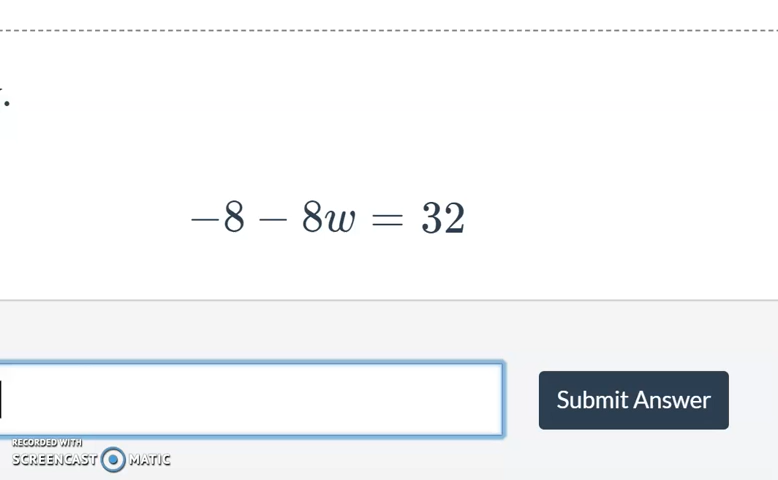 .
−8 − 8w = 32
Submit Answer
RECORDED WITH
SCREENCAST MATIC